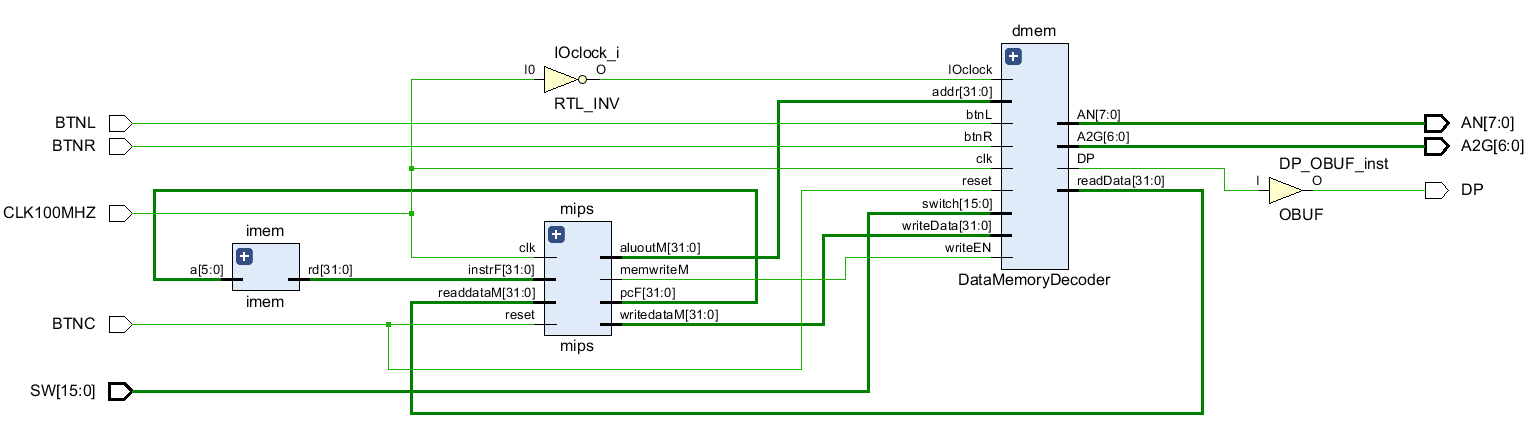 dmem
IOclock_i
I0
O
RTL_INV
IOclock
addr[31:0]
btnL
btnR
clk
reset
switch[15:0]
writeData[31:0]
writeEN
AN[7:0]
A2G[6:0]
DP
readData[31:0]
DataMemoryDecoder
BTNL
BTNR
CLK100MHZ
BTNC
SW[15:0]
imem
a[5:0]
rd[31:0]
imem
mips
clk
instrF[31:0]
readdataM[31:0]
reset
aluoutM[31:0]
memwriteM
pcF[31:0]
writedataM[31:0]
mips
DP_OBUF_inst
I
O
OBUF
AN[7:0]
A2G[6:0]
DP